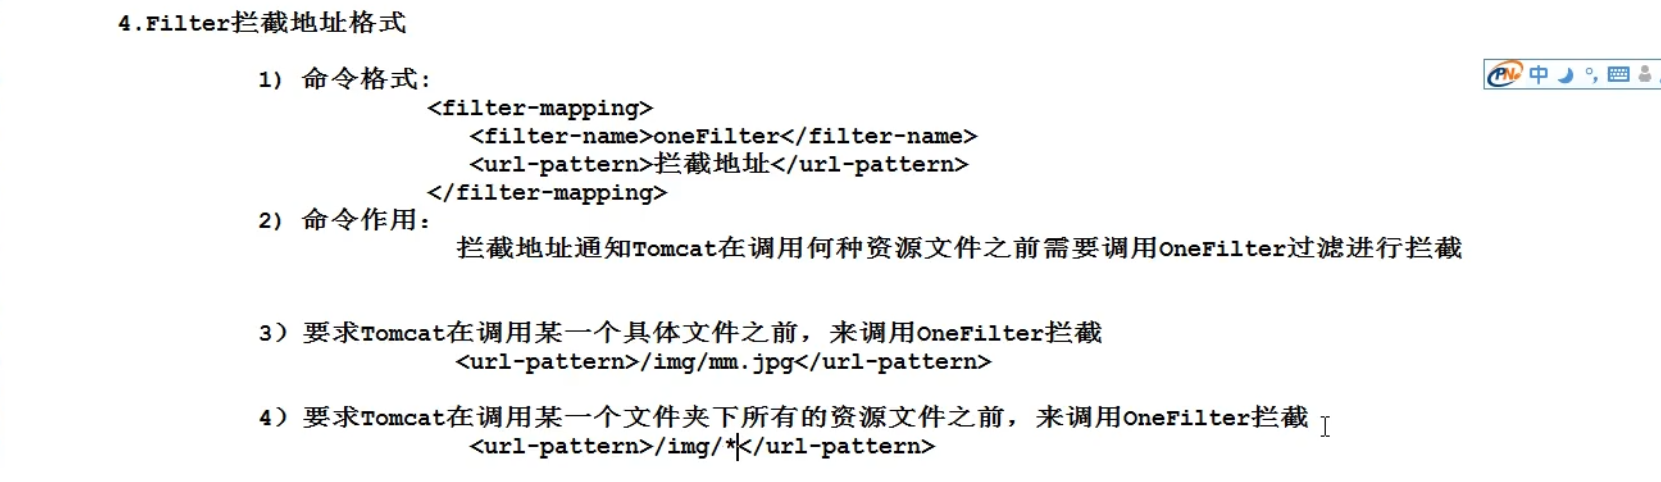 4.Filter拦截地址格式
1) 命令格式:
<filter-mapping>
<filter-name>oneFilter</filter-name>
<url-pattern>拦截地址</url-pattern>
</filter-mapping>
2) 命令作用:
拦截地址通知Tomcat在调用何种资源文件之前需要调用OneFilter过滤进行拦截
3)要求Tomcat在调用某一个具体文件之前,来调用OneFilter拦截
<url-pattern>/img/mm.jpg</url-pattern>
4)要求Tomcat在调用某一个文件夹下所有的资源文件之前,来调用OneFilter拦截
<url-pattern>/img/*</url-pattern>
中